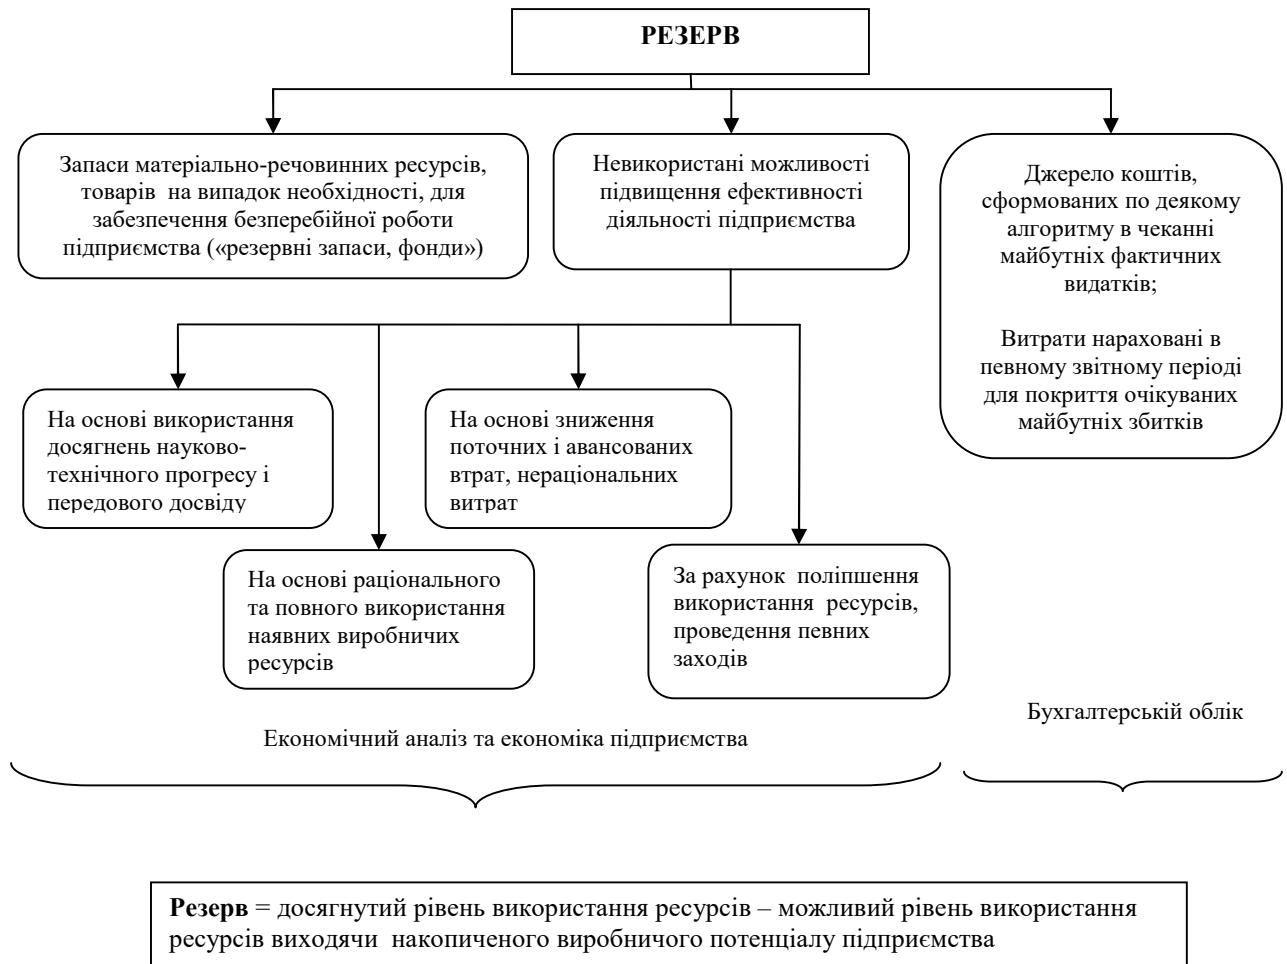 РЕЗЕРВ
Запаси матеріально-речовинних ресурсів,
товарів на випадок необхідності, для
забезпечення безперебійної роботи
підприємства («резервні запаси, фонди»)
Невикористані можливості
підвищення ефективності
діяльності підприємства
Джерело коштів,
сформованих по деякому
алгоритму в чеканні
майбутніх фактичних
видатків;
Витрати нараховані в
певному звітному періоді
для покриття очікуваних
майбутніх збитків
На основі використання
досягнень науково-
технічного прогресу і
передового досвіду
На основі зниження
поточних і авансованих
втрат, нераціональних
витрат
На основі раціонального
та повного використання
наявних виробничих
ресурсів
За рахунок поліпшення
використання ресурсів,
проведення певних
заходів
Бухгалтерській облік
Економічний аналіз та економіка підприємства
Резерв = досягнутий рівень використання ресурсів – можливий рівень використання
ресурсів виходячи накопиченого виробничого потенціалу підприємства